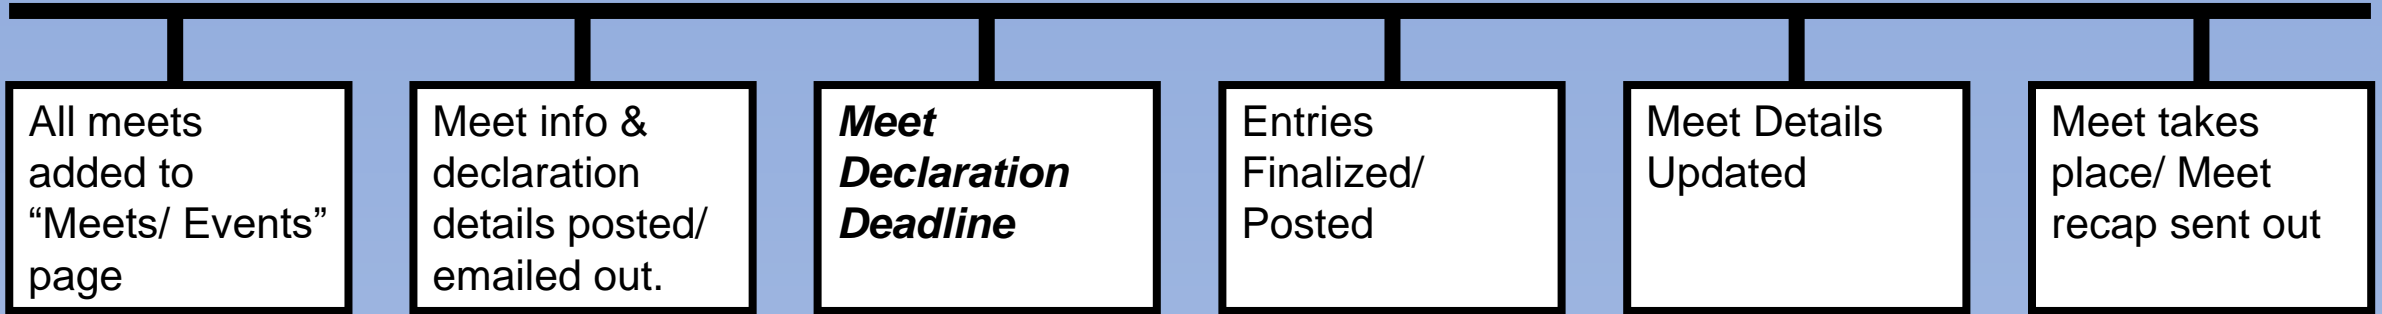 All meets
added to
“Meets/ Events”
page
Meet info &
declaration
details posted/
emailed out.
Meet
Declaration
Deadline
Entries
Finalized/
Posted
Meet Details
Updated
Meet takes
place/ Meet
recap sent out